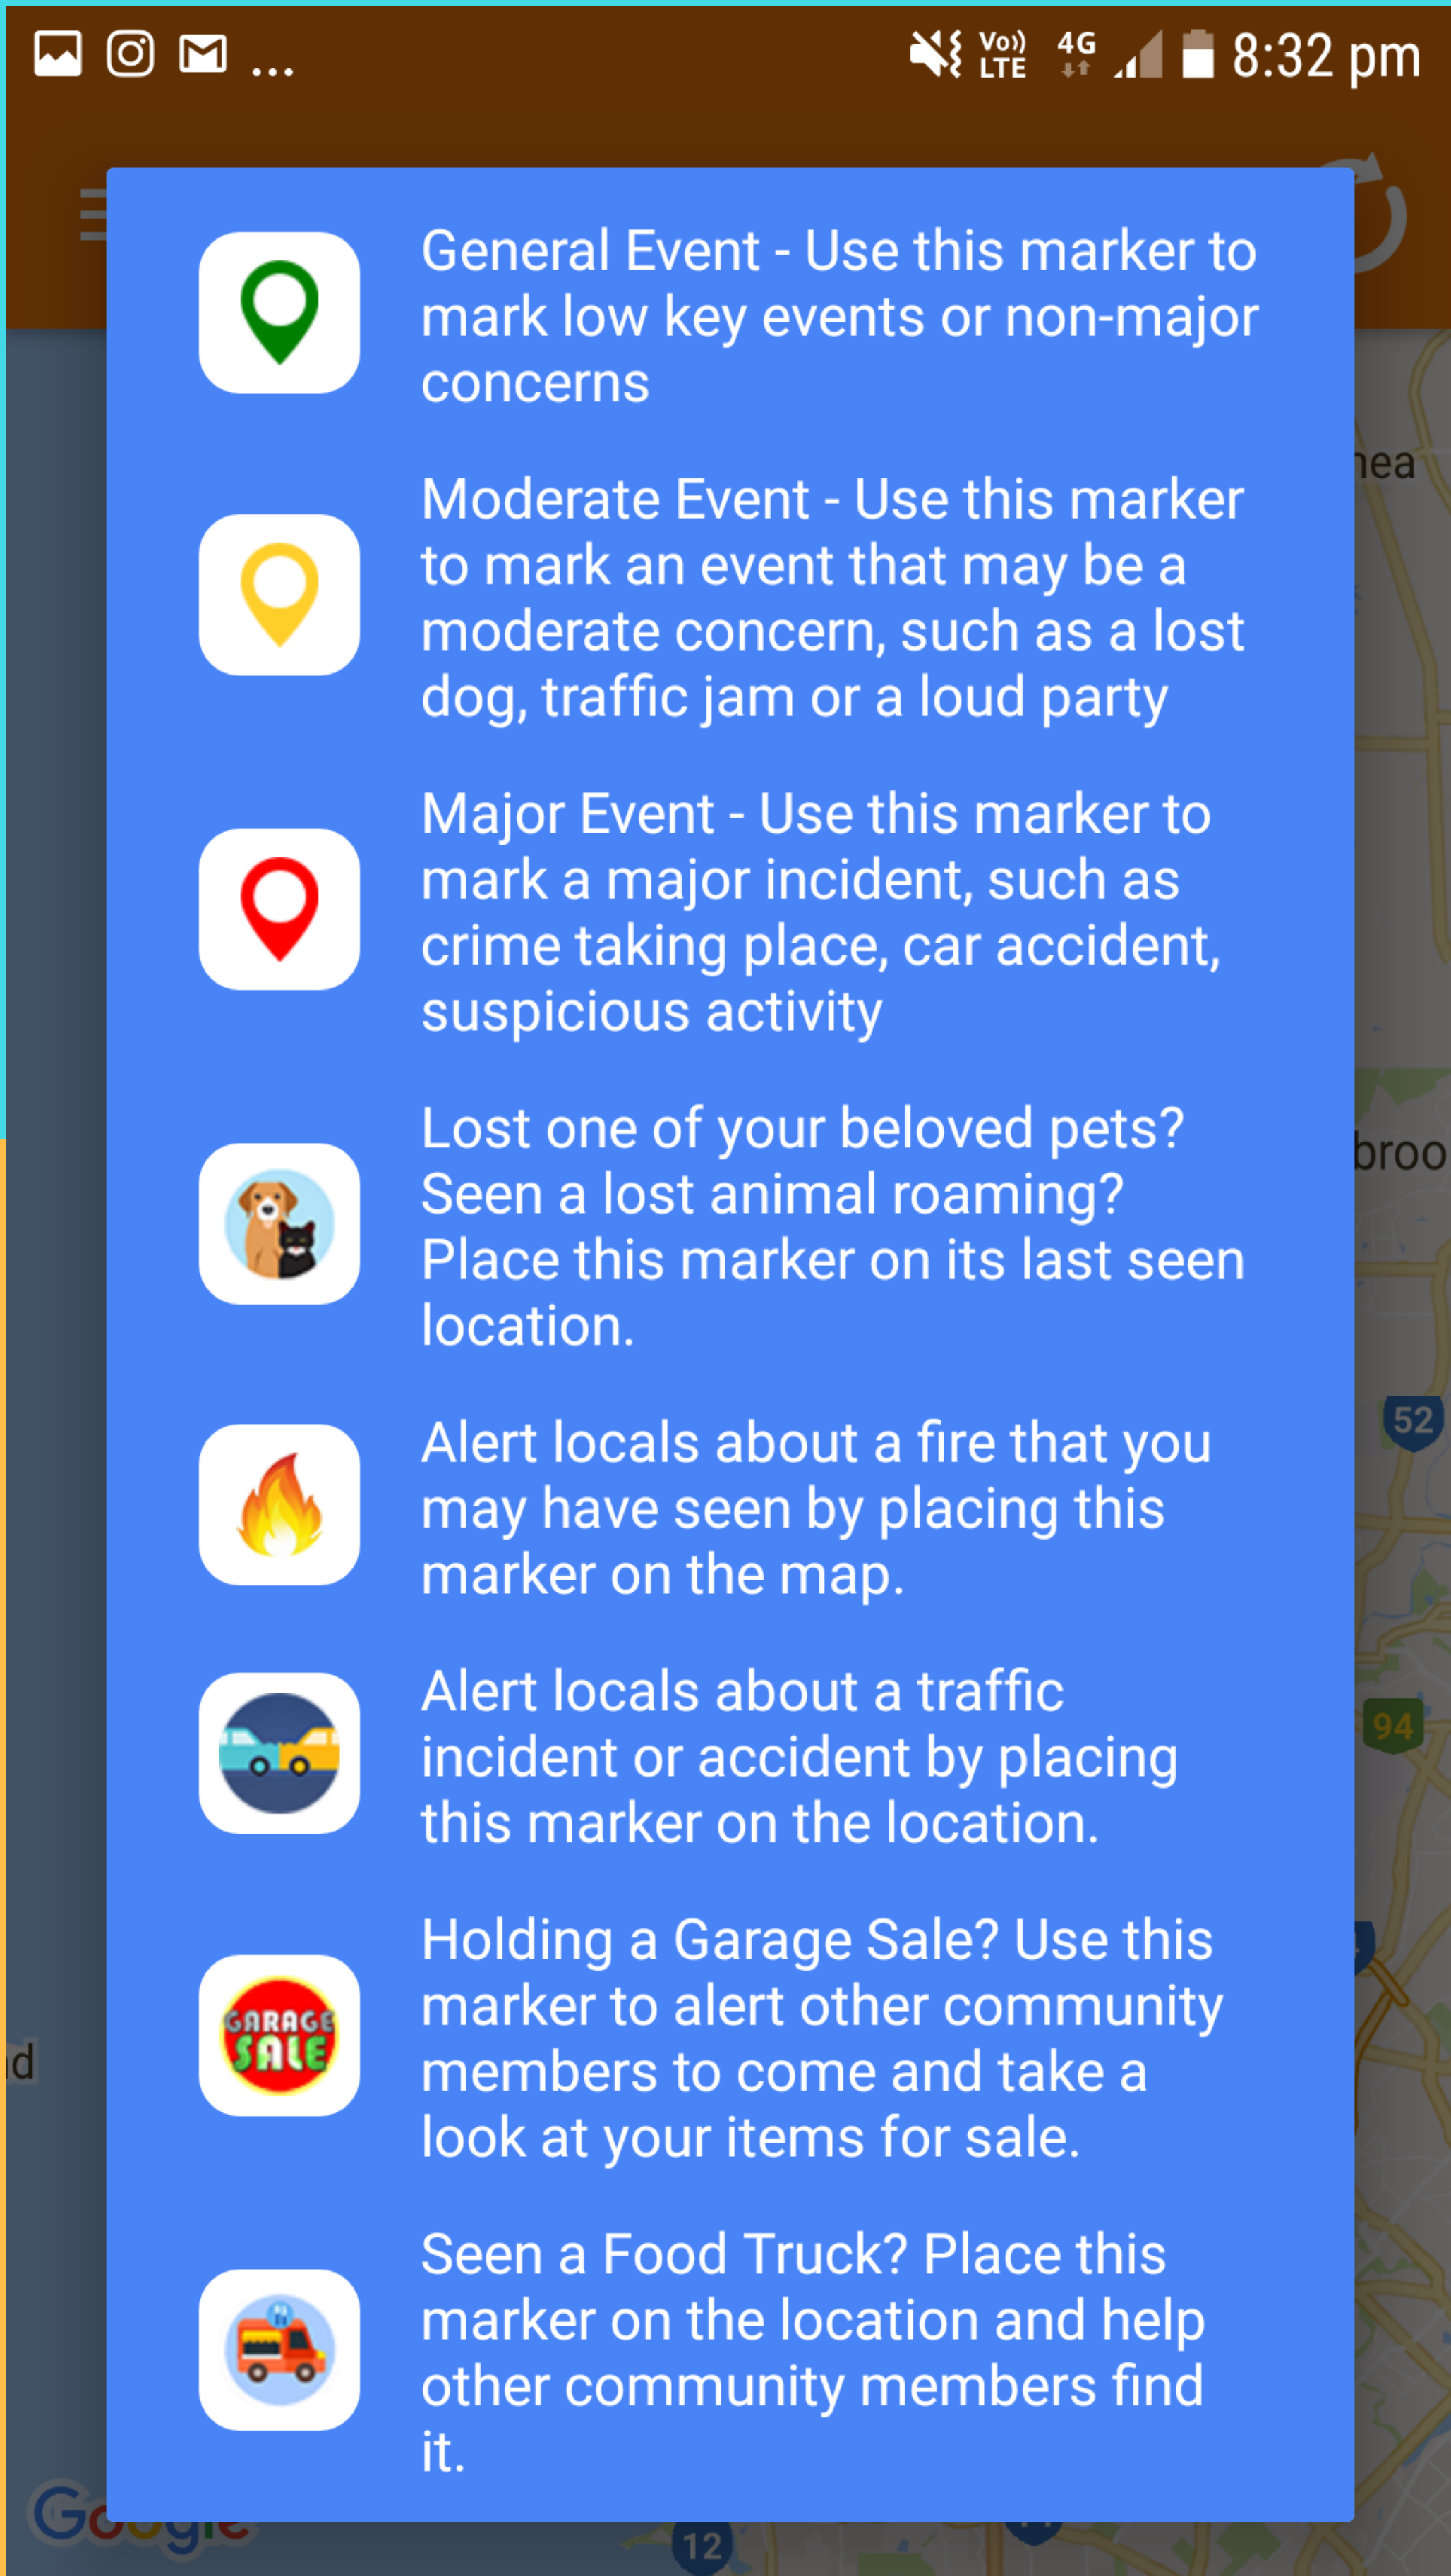 ... Vo)) LTE 4G 8:32 pm
General Event - Use this marker to
mark low key events or non-major
concerns
Moderate Event - Use this marker
to mark an event that may be a
moderate concern, such as a lost
dog, traffic jam or a loud party
Major Event - Use this marker to
mark a major incident, such as
crime taking place, car accident,
suspicious activity
Lost one of your beloved pets?
Seen a lost animal roaming?
Place this marker on its last seen
location.
Alert locals about a fire that you
may have seen by placing this
marker on the map.
Alert locals about a traffic
incident or accident by placing
this marker on the location.
GARAGE
SALE
Holding a Garage Sale? Use this
marker to alert other community
members to come and take a
look at your items for sale.
Seen a Food Truck? Place this
marker on the location and help
other community members find
it.
52
94
Google
12